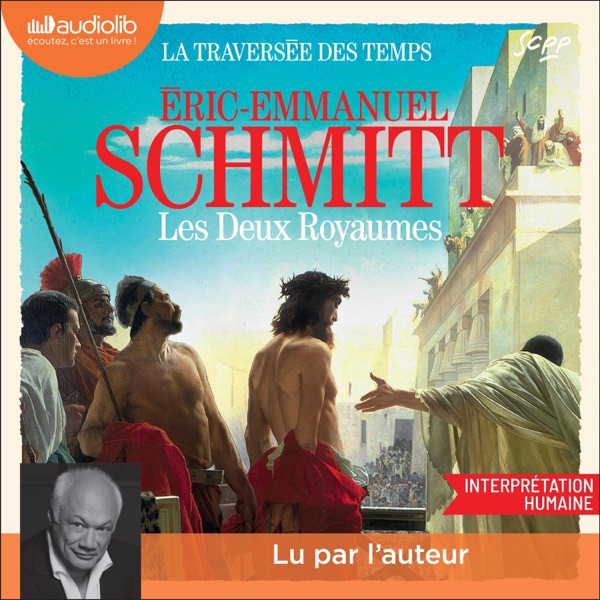 audiolib
écoutez, c'est un livre !
LA TRAVERSÉE DES TEMPS
Scpp
ÉRIC-EMMANUEL
SCHMITT
Les Deux Royaumes
INTERPRÉTATION
HUMAINE
Lu par l'auteur